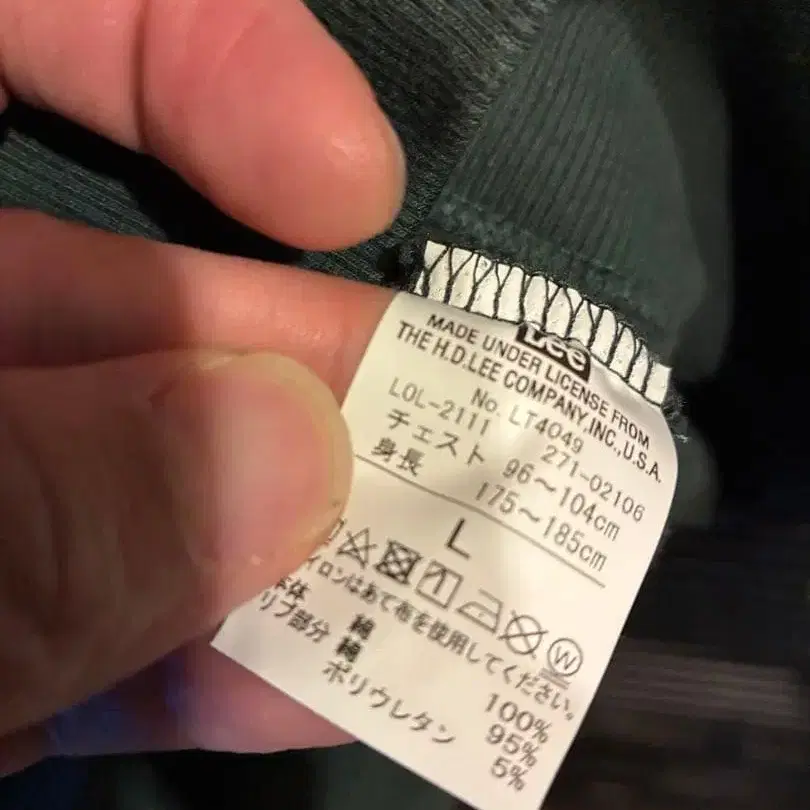 Lee
MADE UNDER LICENSE FROM
THE H.D.LEE COMPANY,INC.,U.S.A.
No. LT4049
LOL-2111 271-02106
チェスト 96~104cm
身長 175~185cm
L
W
イロンはあて布を使用してください。
本体 綿 100%
リブ部分 綿 95%
ポリウレタン 5%